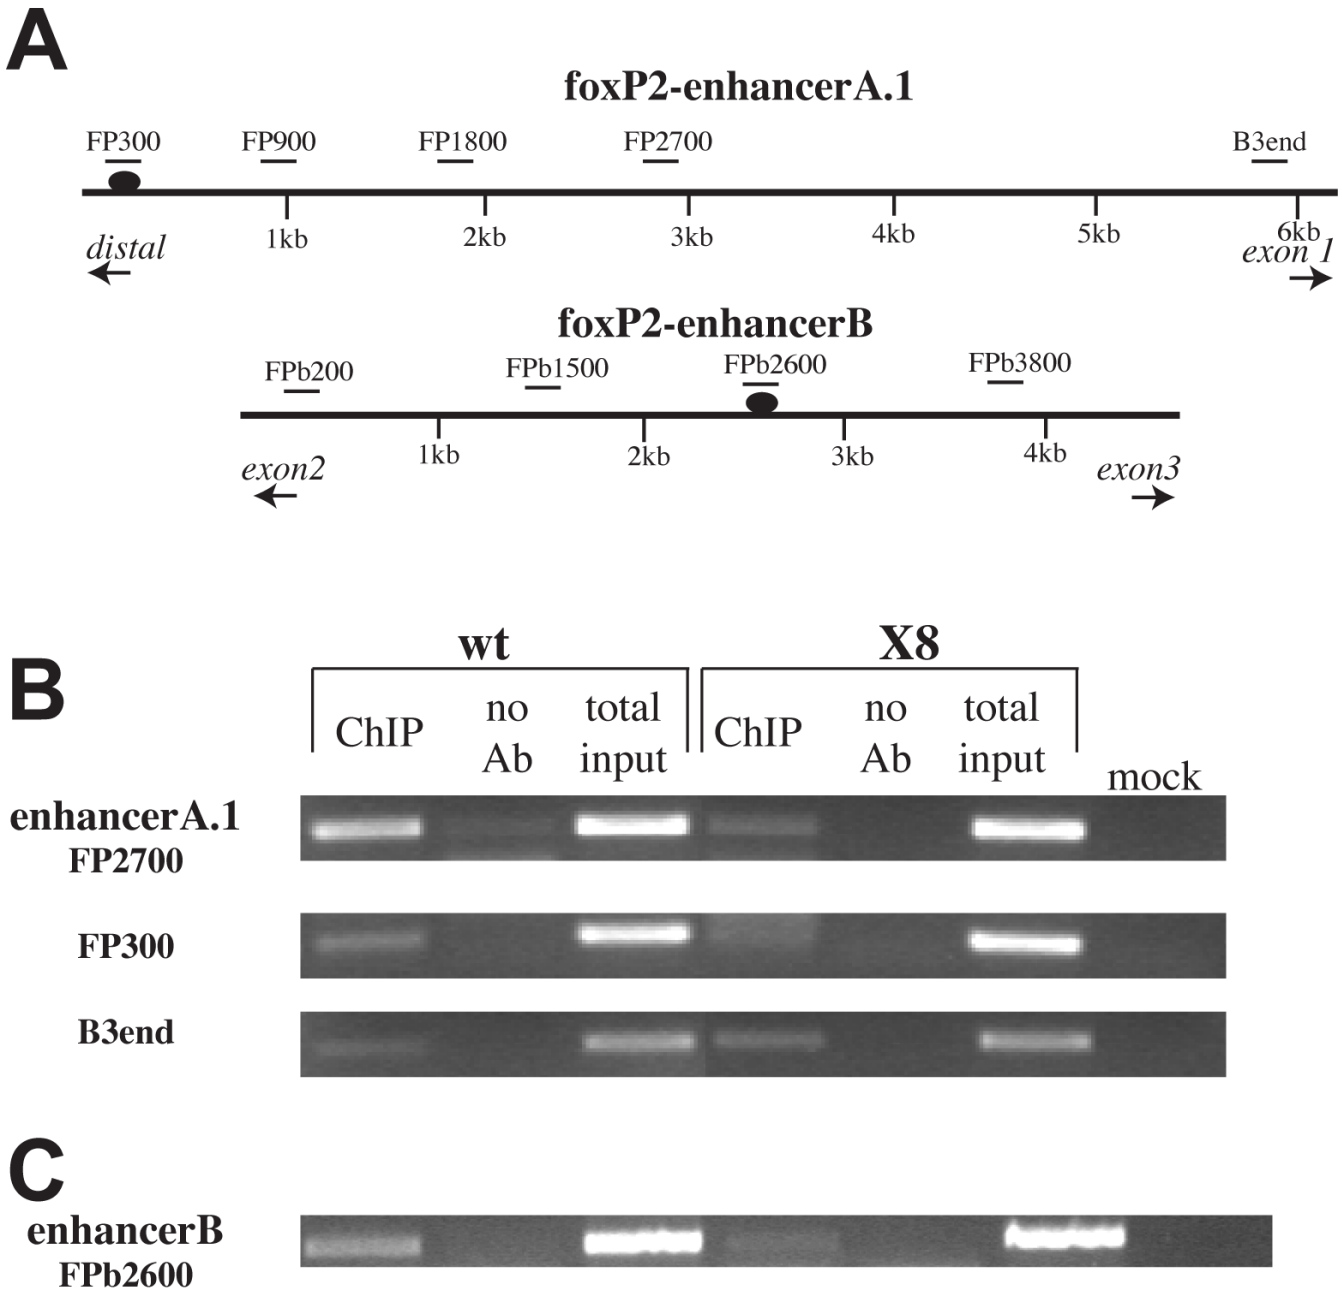 A
foxP2-enhancerA.1
FP300 FP900 FP1800 FP2700 B3end
1kb 2kb 3kb 4kb 5kb 6kb
distal exon 1
foxP2-enhancerB
FPb200 FPb1500 FPb2600 FPb3800
1kb 2kb 3kb 4kb
exon2 exon3
B
wt X8
ChIP no Ab total input ChIP no Ab total input mock
enhancerA.1
FP2700
FP300
B3end
C
enhancerB
FPb2600